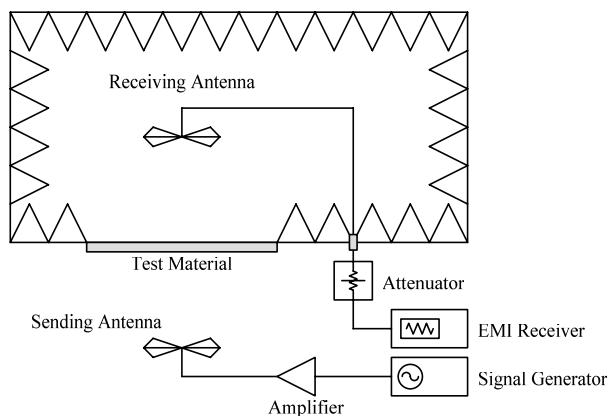 Receiving Antenna
Test Material
Attenuator
Sending Antenna
EMI Receiver
Signal Generator
Amplifier